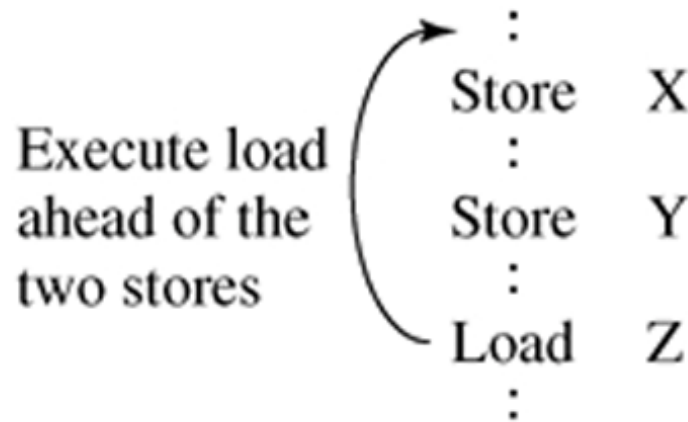 ⋮
Store X
⋮
Execute load
ahead of the
two stores
Store Y
⋮
Load Z
⋮